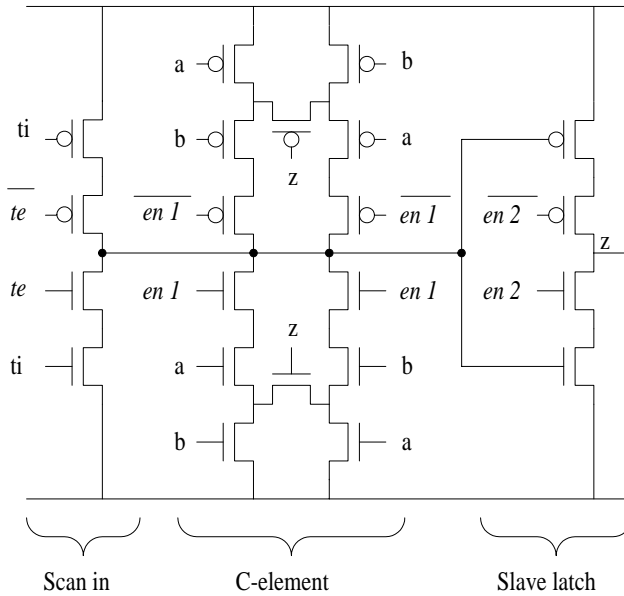 a
b
ti
b
a
z
te
en 1
en 1
en 2
z
te
en 1
en 1
en 2
z
ti
a
b
b
a
Scan in
C-element
Slave latch